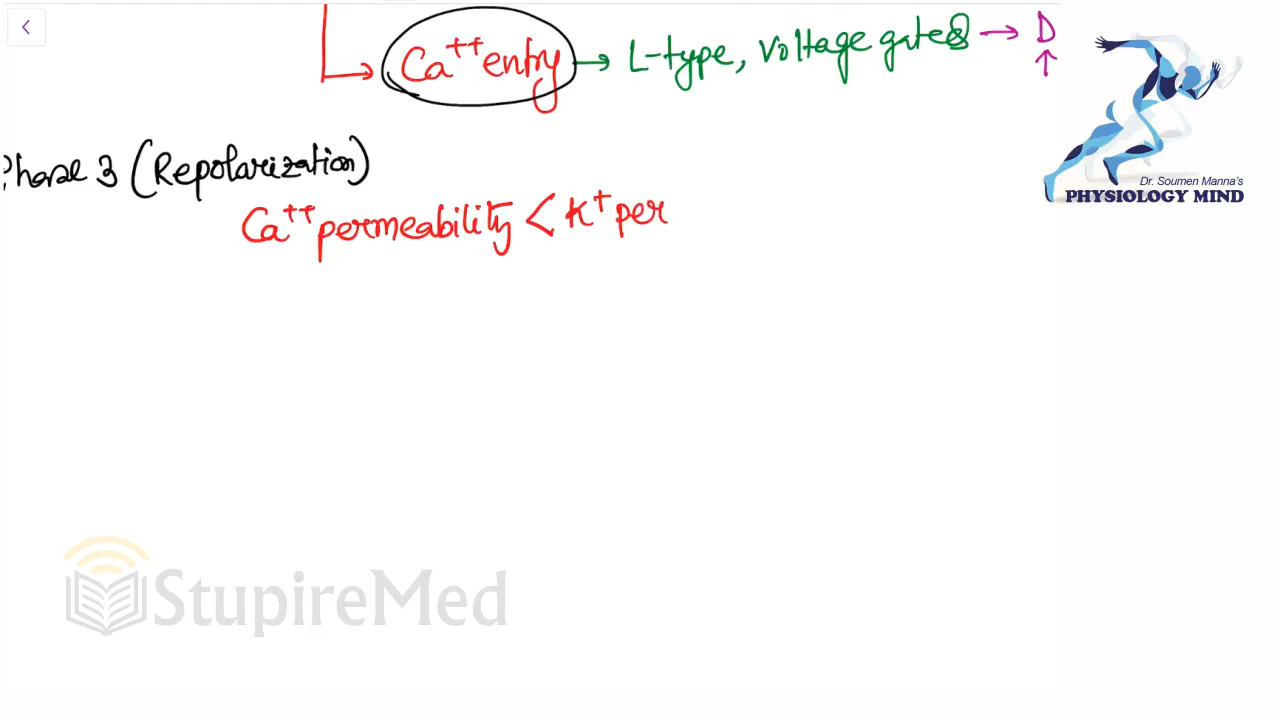 Ca++ entry → L-type, voltage gated → D ↑
Phase 3 (Repolarization)
Ca++ permeability < K+ per
Dr. Soumen Manna's
PHYSIOLOGY MIND
StupireMed